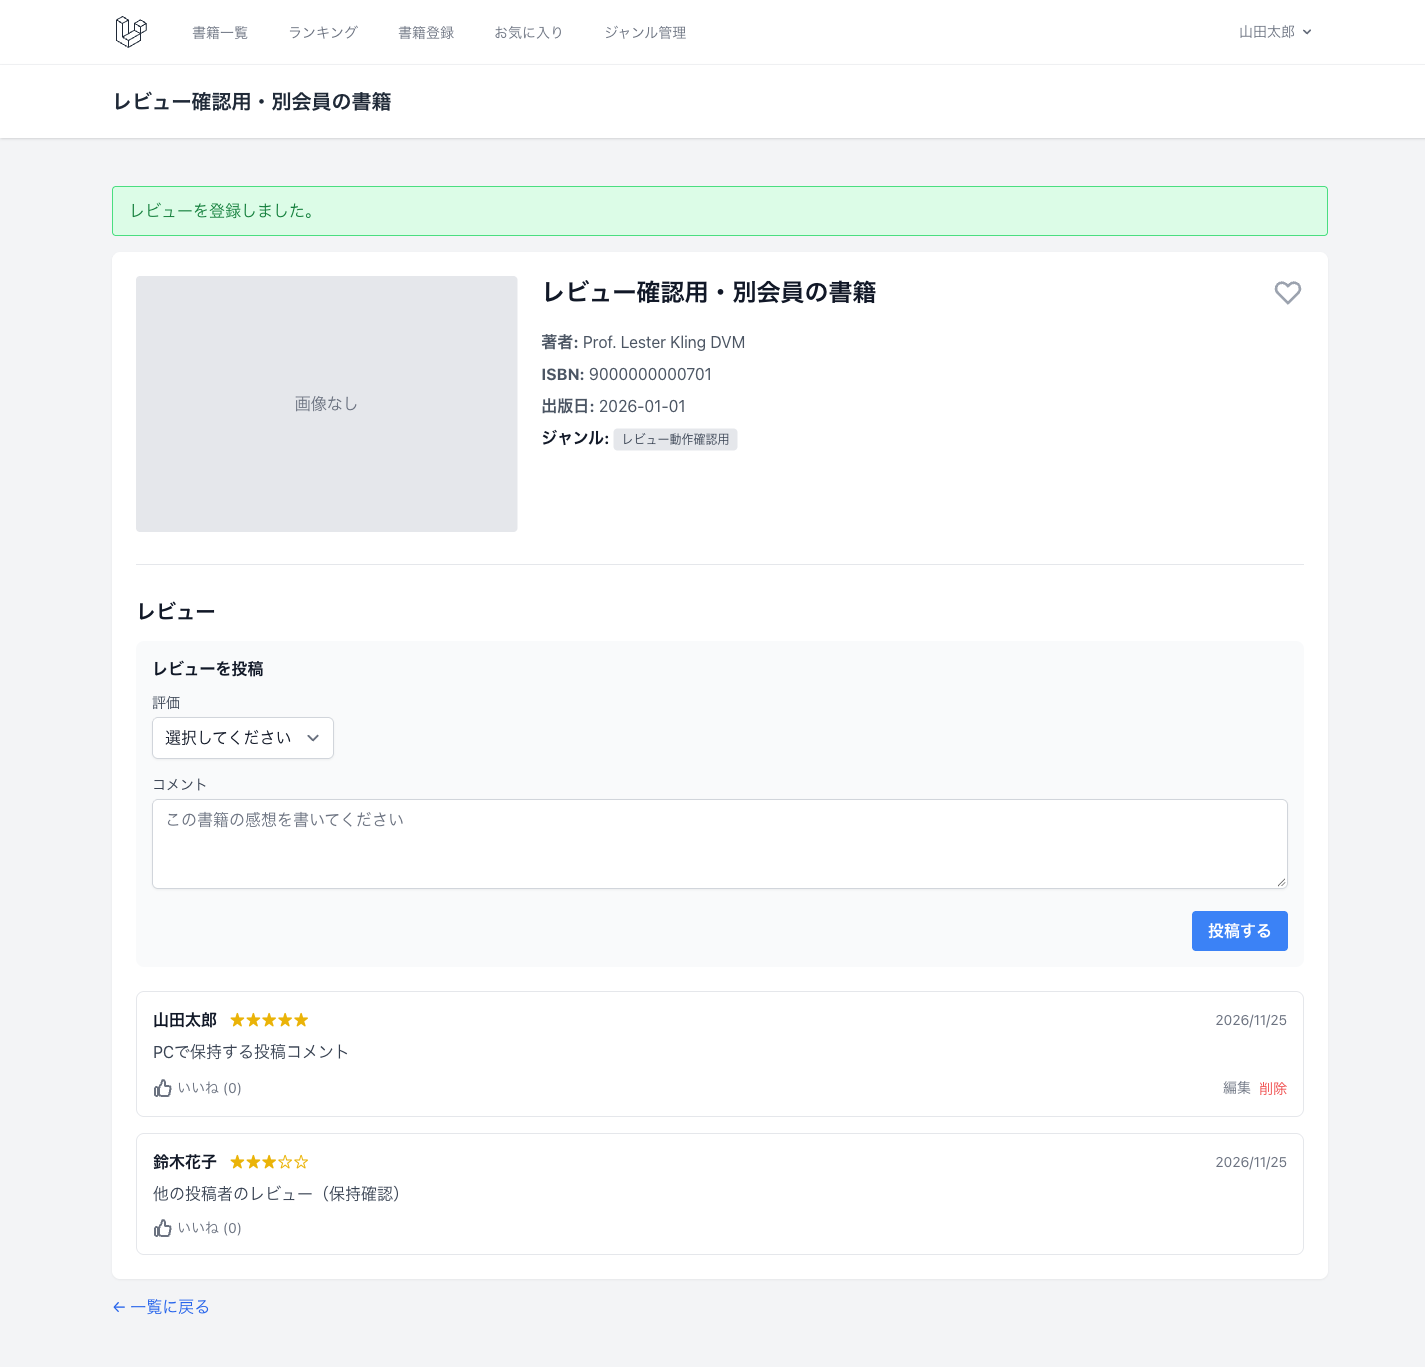 書籍一覧 ランキング 書籍登録 お気に入り ジャンル管理 山田太郎
レビュー確認用・別会員の書籍
レビューを登録しました。
画像なし
レビュー確認用・別会員の書籍
著者: Prof. Lester Kling DVM
ISBN: 9000000000701
出版日: 2026-01-01
ジャンル: レビュー動作確認用
レビュー
レビューを投稿
評価
選択してください
コメント
この書籍の感想を書いてください
投稿する
山田太郎 ★★★★★ 2026/11/25
PCで保持する投稿コメント
いいね (0) 編集 削除
鈴木花子 ★★★☆☆ 2026/11/25
他の投稿者のレビュー（保持確認）
いいね (0)
← 一覧に戻る